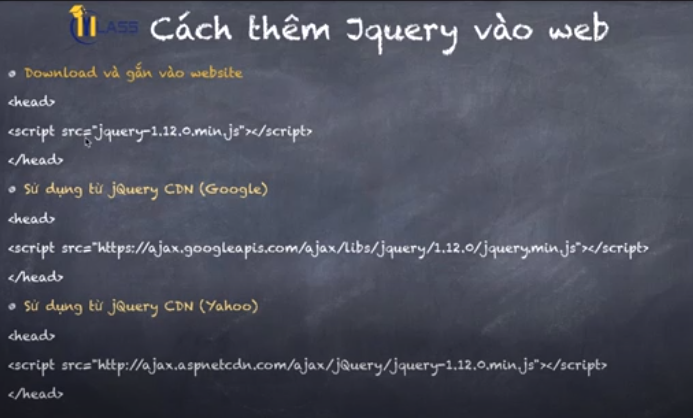 LASS
Cách thêm Jquery vào web
Download và gắn vào website
<head>
<script src="jquery-1.12.0.min.js"></script>
</head>
Sử dụng từ jQuery CDN (Google)
<head>
<script src="https://ajax.googleapis.com/ajax/libs/jquery/1.12.0/jquery.min.js"></script>
</head>
Sử dụng từ jQuery CDN (Yahoo)
<head>
<script src="http://ajax.aspnetcdn.com/ajax/jQuery/jquery-1.12.0.min.js"></script>
</head>